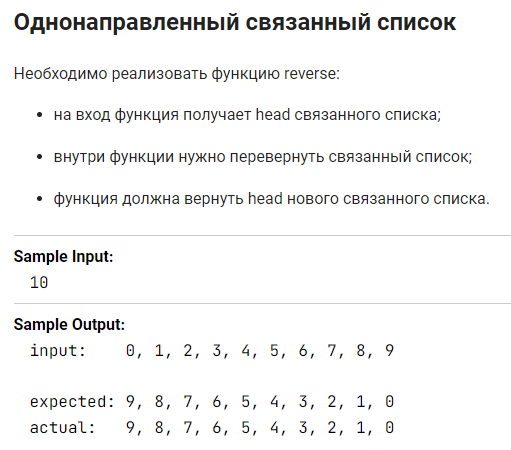 Однонаправленный связанный список
Необходимо реализовать функцию reverse:
• на вход функция получает head связанного списка;
• внутри функции нужно перевернуть связанный список;
• функция должна вернуть head нового связанного списка.
Sample Input:
10
Sample Output:
input:    0, 1, 2, 3, 4, 5, 6, 7, 8, 9
expected: 9, 8, 7, 6, 5, 4, 3, 2, 1, 0
actual:   9, 8, 7, 6, 5, 4, 3, 2, 1, 0